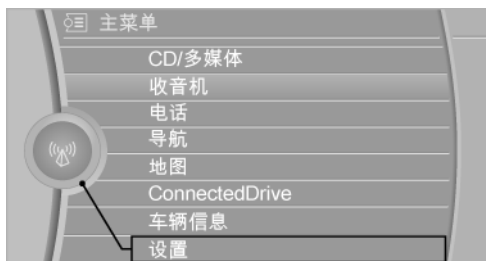 主菜单
CD/多媒体
收音机
电话
导航
地图
ConnectedDrive
车辆信息
设置